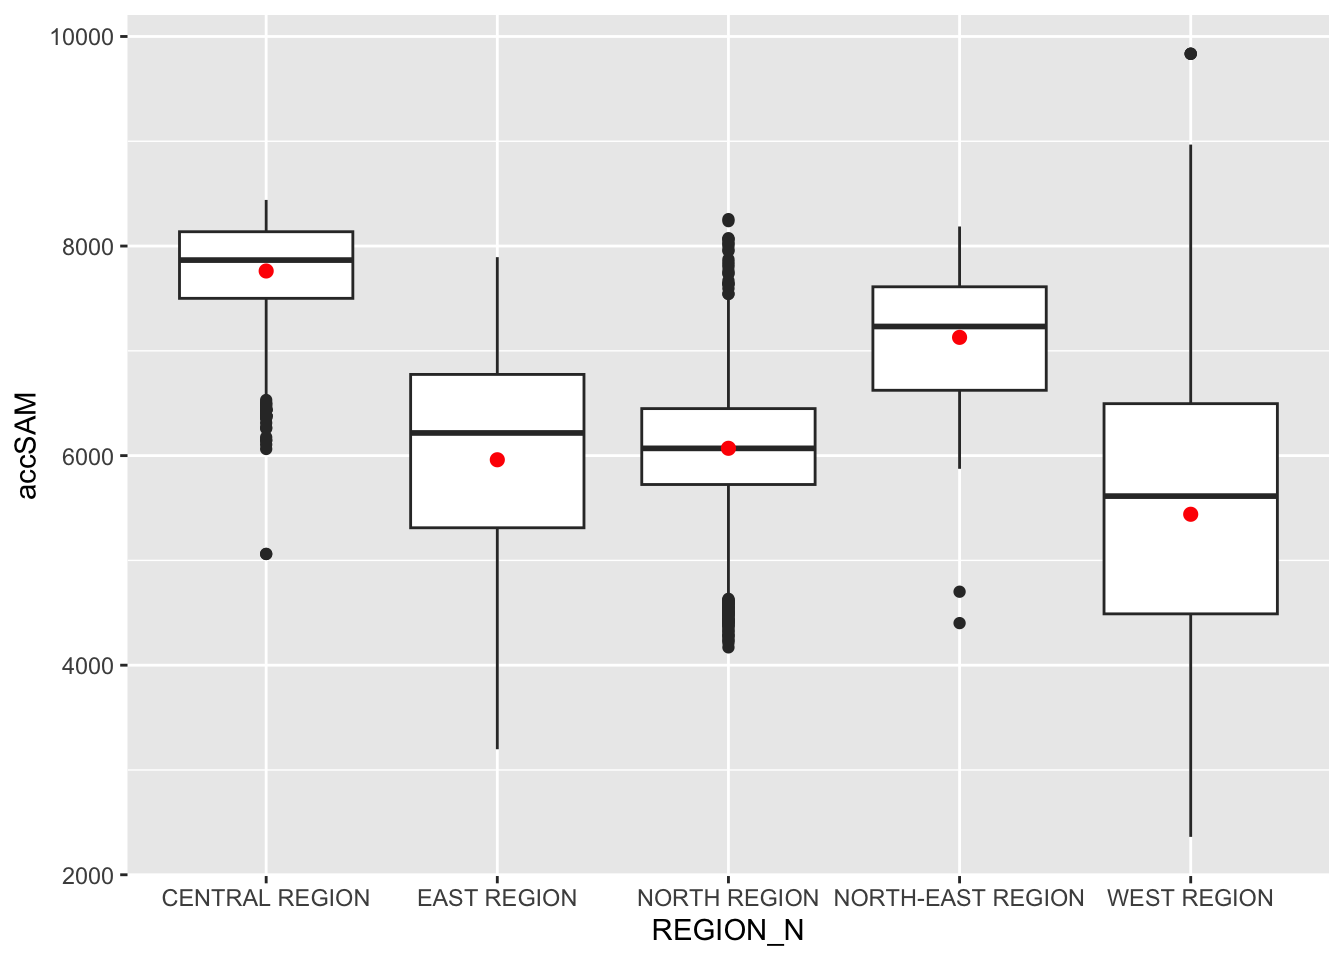 10000
8000
6000
4000
2000
accSAM
CENTRAL REGION EAST REGION NORTH REGION NORTH-EAST REGION WEST REGION
REGION_N